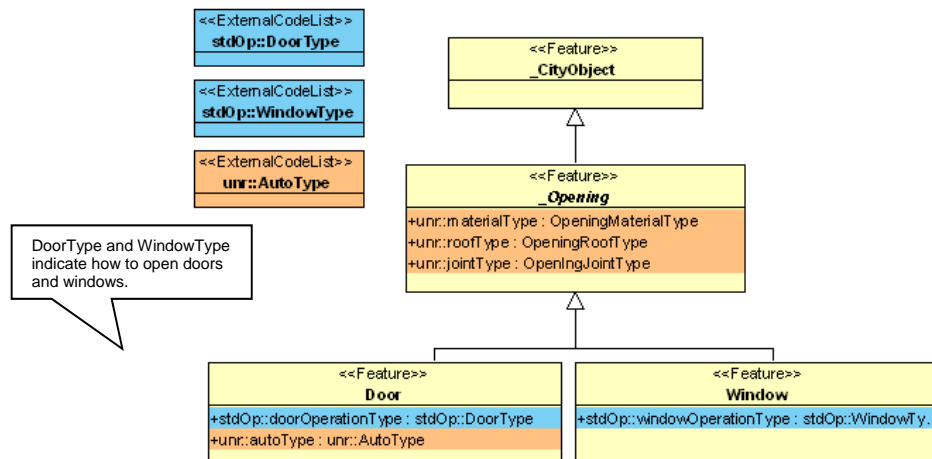 <<ExternalCodeList>>
stdOp::DoorType
<<ExternalCodeList>>
stdOp::WindowType
<<ExternalCodeList>>
unr::AutoType
<<Feature>>
_CityObject
<<Feature>>
_Opening
+unr::materialType : OpeningMaterialType
+unr::roofType : OpeningRoofType
+unr::jointType : OpenIngJointType
DoorType and WindowType
indicate how to open doors
and windows.
<<Feature>>
Door
+stdOp::doorOperationType : stdOp::DoorType
+unr::autoType : unr::AutoType
<<Feature>>
Window
+stdOp::windowOperationType : stdOp::WindowTy...